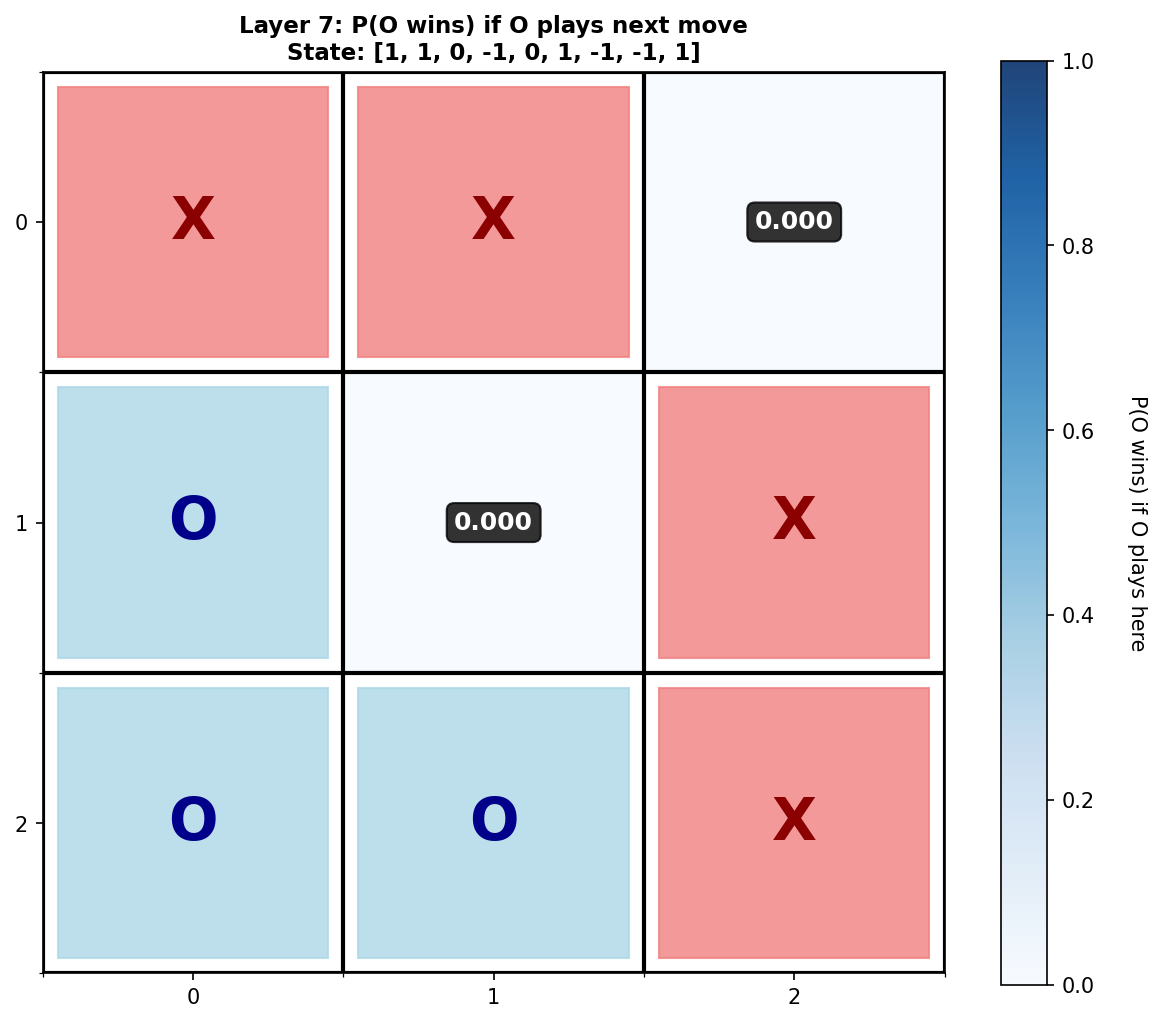 Layer 7: P(O wins) if O plays next move
State: [1, 1, 0, -1, 0, 1, -1, -1, 1]
X X 0.000
O 0.000 X
O O X
0
1
2
0 1 2
1.0
0.8
0.6
0.4
0.2
0.0
P(O wins) if O plays here